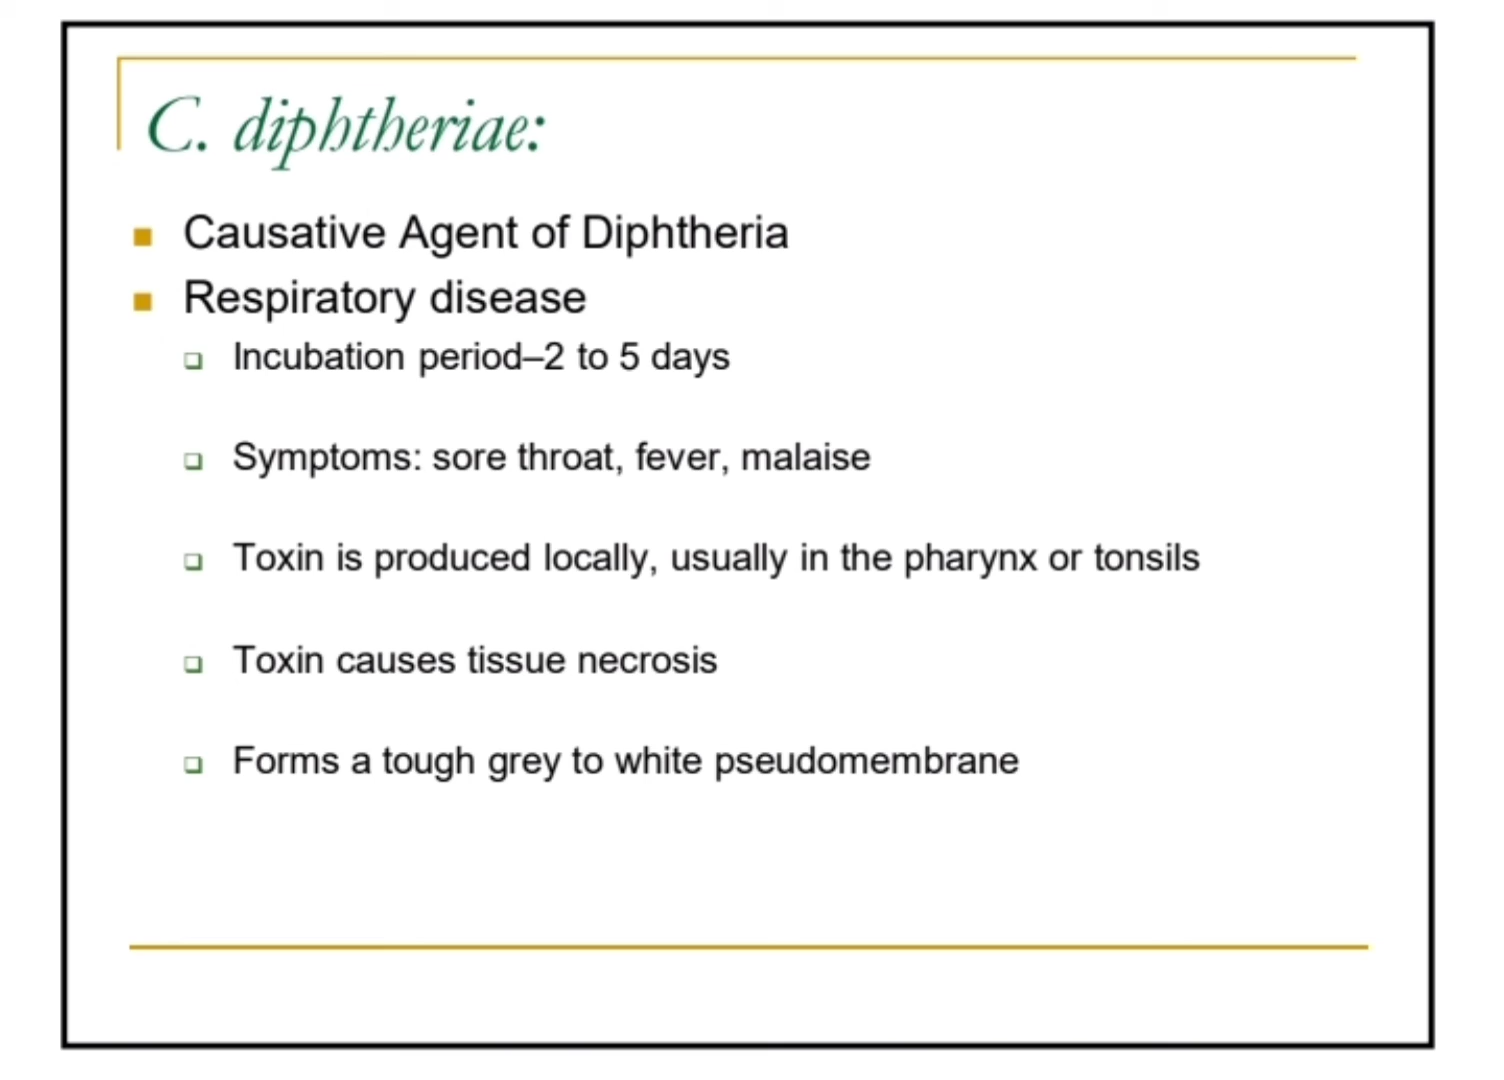 C. diphtheriae:
Causative Agent of Diphtheria
Respiratory disease
Incubation period–2 to 5 days
Symptoms: sore throat, fever, malaise
Toxin is produced locally, usually in the pharynx or tonsils
Toxin causes tissue necrosis
Forms a tough grey to white pseudomembrane